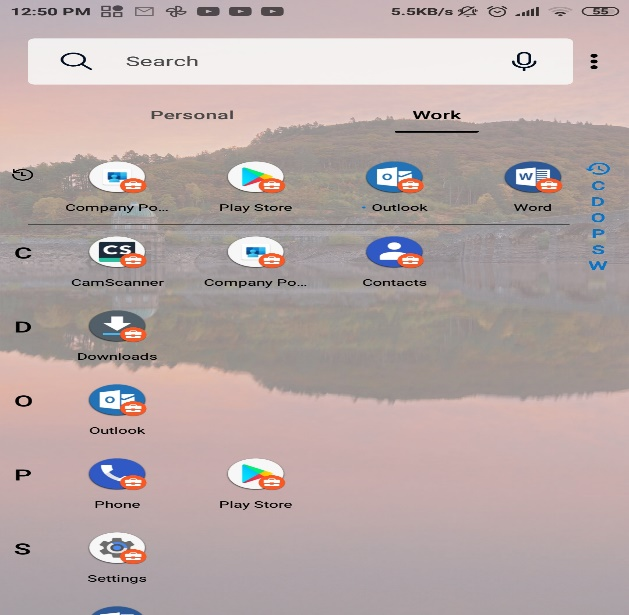 12:50 PM 5.5KB/s 55
Search
Personal Work
Company Po... Play Store Outlook Word
C
D
O
P
S
W
C CS
CamScanner Company Po... Contacts
D
Downloads
O
Outlook
P
Phone Play Store
S
Settings